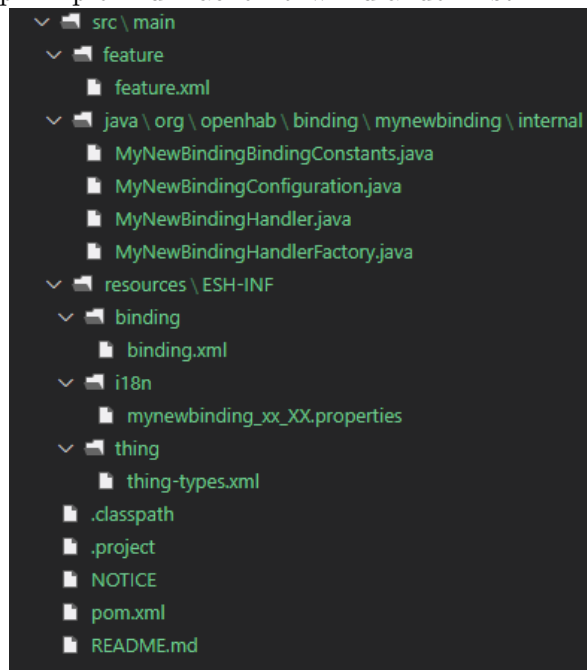 src \ main
feature
feature.xml
java \ org \ openhab \ binding \ mynewbinding \ internal
MyNewBindingBindingConstants.java
MyNewBindingConfiguration.java
MyNewBindingHandler.java
MyNewBindingHandlerFactory.java
resources \ ESH-INF
binding
binding.xml
i18n
mynewbinding_xx_XX.properties
thing
thing-types.xml
.classpath
.project
NOTICE
pom.xml
README.md